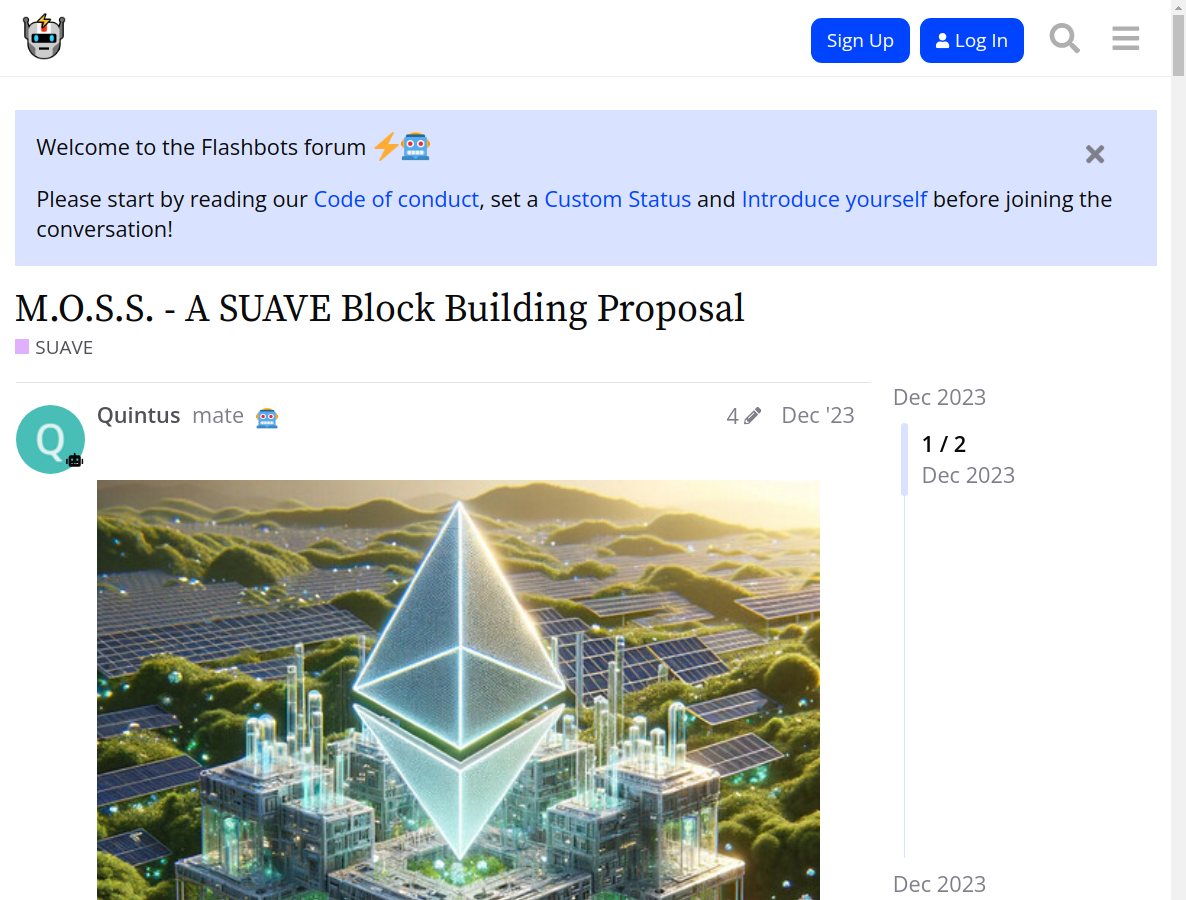 Sign Up
Log In
Welcome to the Flashbots forum
Please start by reading our Code of conduct, set a Custom Status and Introduce yourself before joining the
conversation!
M.O.S.S. - A SUAVE Block Building Proposal
SUAVE
Q
Quintus mate
4
Dec '23
Dec 2023
1 / 2
Dec 2023
Dec 2023